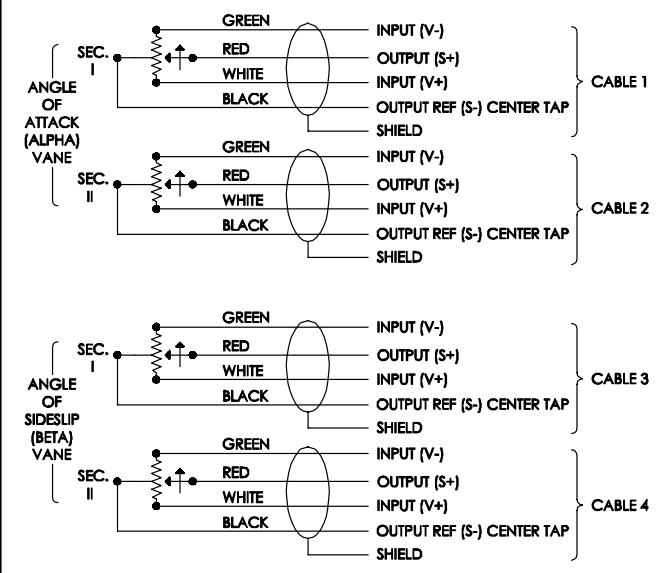 ANGLE
OF
ATTACK
(ALPHA)
VANE
SEC.
I
GREEN
RED
WHITE
BLACK
INPUT (V-)
OUTPUT (S+)
INPUT (V+)
OUTPUT REF (S-) CENTER TAP
SHIELD
CABLE 1
SEC.
II
GREEN
RED
WHITE
BLACK
INPUT (V-)
OUTPUT (S+)
INPUT (V+)
OUTPUT REF (S-) CENTER TAP
SHIELD
CABLE 2
ANGLE
OF
SIDESLIP
(BETA)
VANE
SEC.
I
GREEN
RED
WHITE
BLACK
INPUT (V-)
OUTPUT (S+)
INPUT (V+)
OUTPUT REF (S-) CENTER TAP
SHIELD
CABLE 3
SEC.
II
GREEN
RED
WHITE
BLACK
INPUT (V-)
OUTPUT (S+)
INPUT (V+)
OUTPUT REF (S-) CENTER TAP
SHIELD
CABLE 4